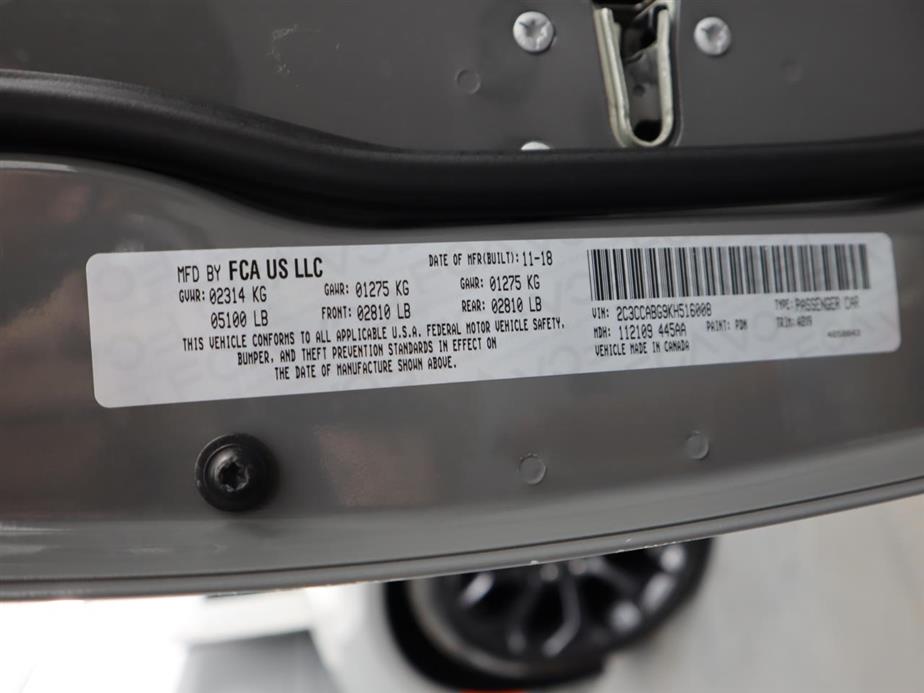 MFD BY FCA US LLC DATE OF MFR(BUILT): 11-18
GVWR: 02314 KG GAWR: 01275 KG GAWR: 01275 KG
05100 LB FRONT: 02810 LB REAR: 02810 LB
THIS VEHICLE CONFORMS TO ALL APPLICABLE U.S.A. FEDERAL MOTOR VEHICLE SAFETY,
BUMPER, AND THEFT PREVENTION STANDARDS IN EFFECT ON
THE DATE OF MANUFACTURE SHOWN ABOVE.
VIN: 2C3CCABG9KH516008 TYPE: PASSENGER CAR
MDH: 112109 445AA PAINT: PDN TRIM:
VEHICLE MADE IN CANADA